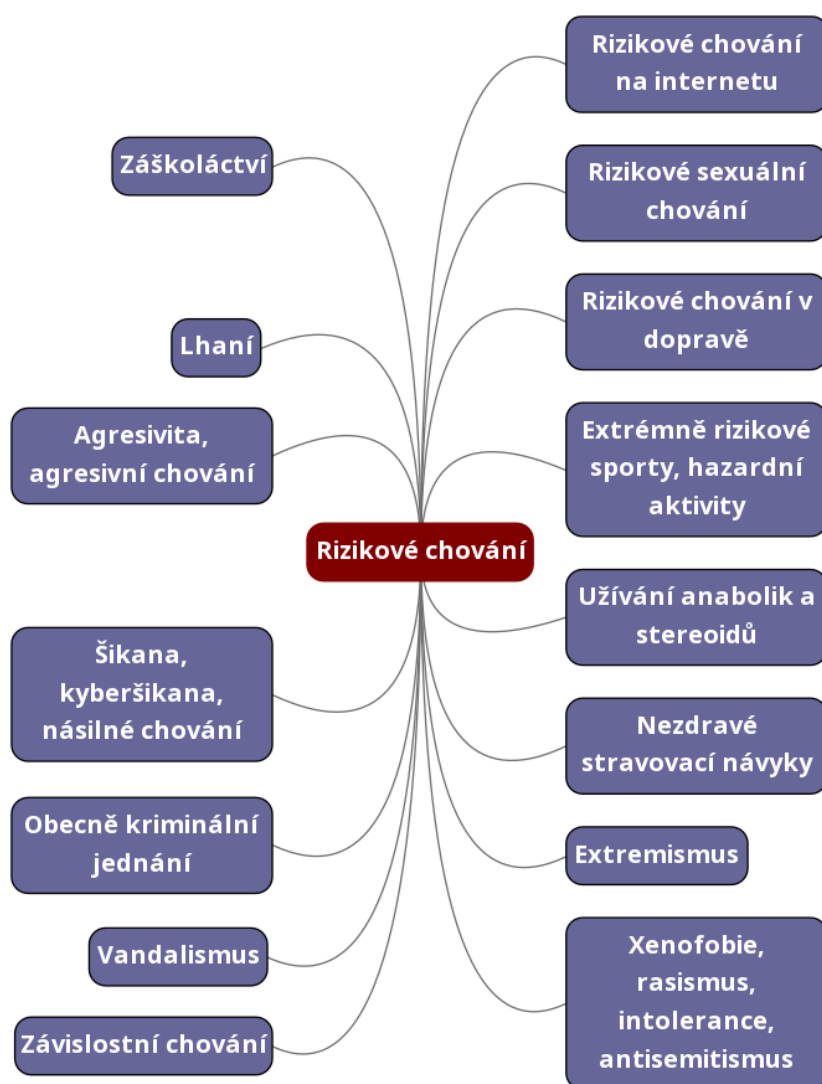 Rizikové chování
na internetu
Záškoláctví
Rizikové sexuální
chování
Rizikové chování v
dopravě
Lhaní
Agresivita,
agresivní chování
Extrémně rizikové
sporty, hazardní
aktivity
Rizikové chování
Užívání anabolik a
stereoidů
Šikana,
kyberšikana,
násilné chování
Nezdravé
stravovací návyky
Obecně kriminální
jednání
Extremismus
Vandalismus
Xenofobie,
rasismus,
intolerance,
antisemitismus
Závislostní chování